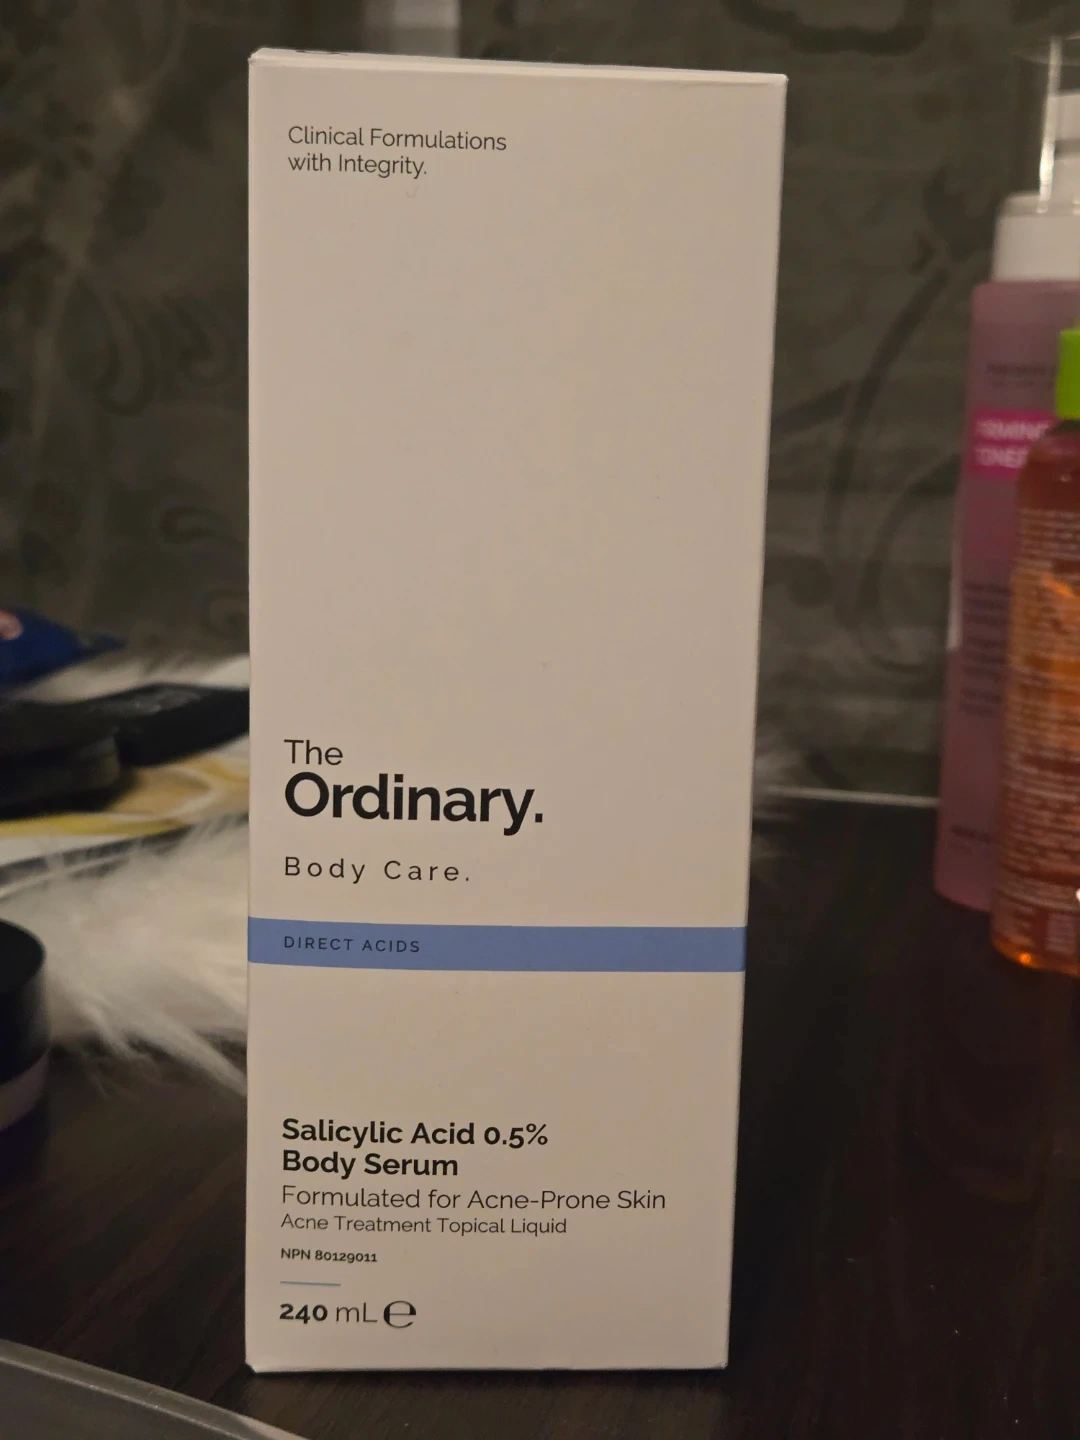 Clinical Formulations
with Integrity.
The
Ordinary.
Body Care.
DIRECT ACIDS
Salicylic Acid 0.5%
Body Serum
Formulated for Acne-Prone Skin
Acne Treatment Topical Liquid
NPN 80129011
240 mL ℮